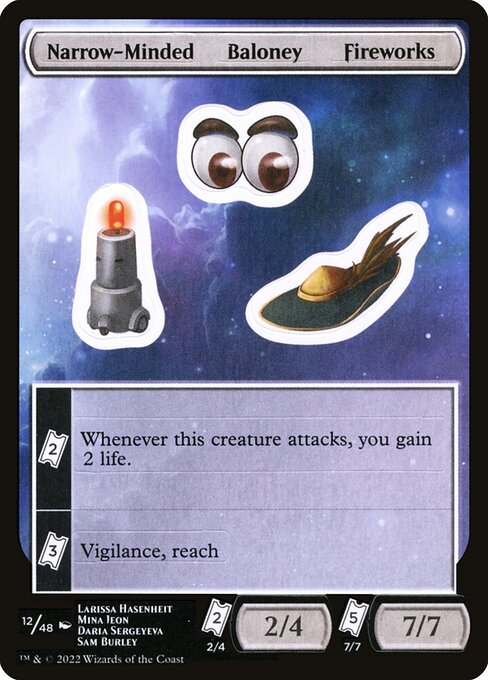 Narrow-Minded Baloney Fireworks
2 Whenever this creature attacks, you gain
2 life.
3 Vigilance, reach
12/48 Larissa Hasenheit
Mina Jeon
Daria Sergeyeva
Sam Burley
2 2/4 2/4
5 7/7 7/7
™ & © 2022 Wizards of the Coast